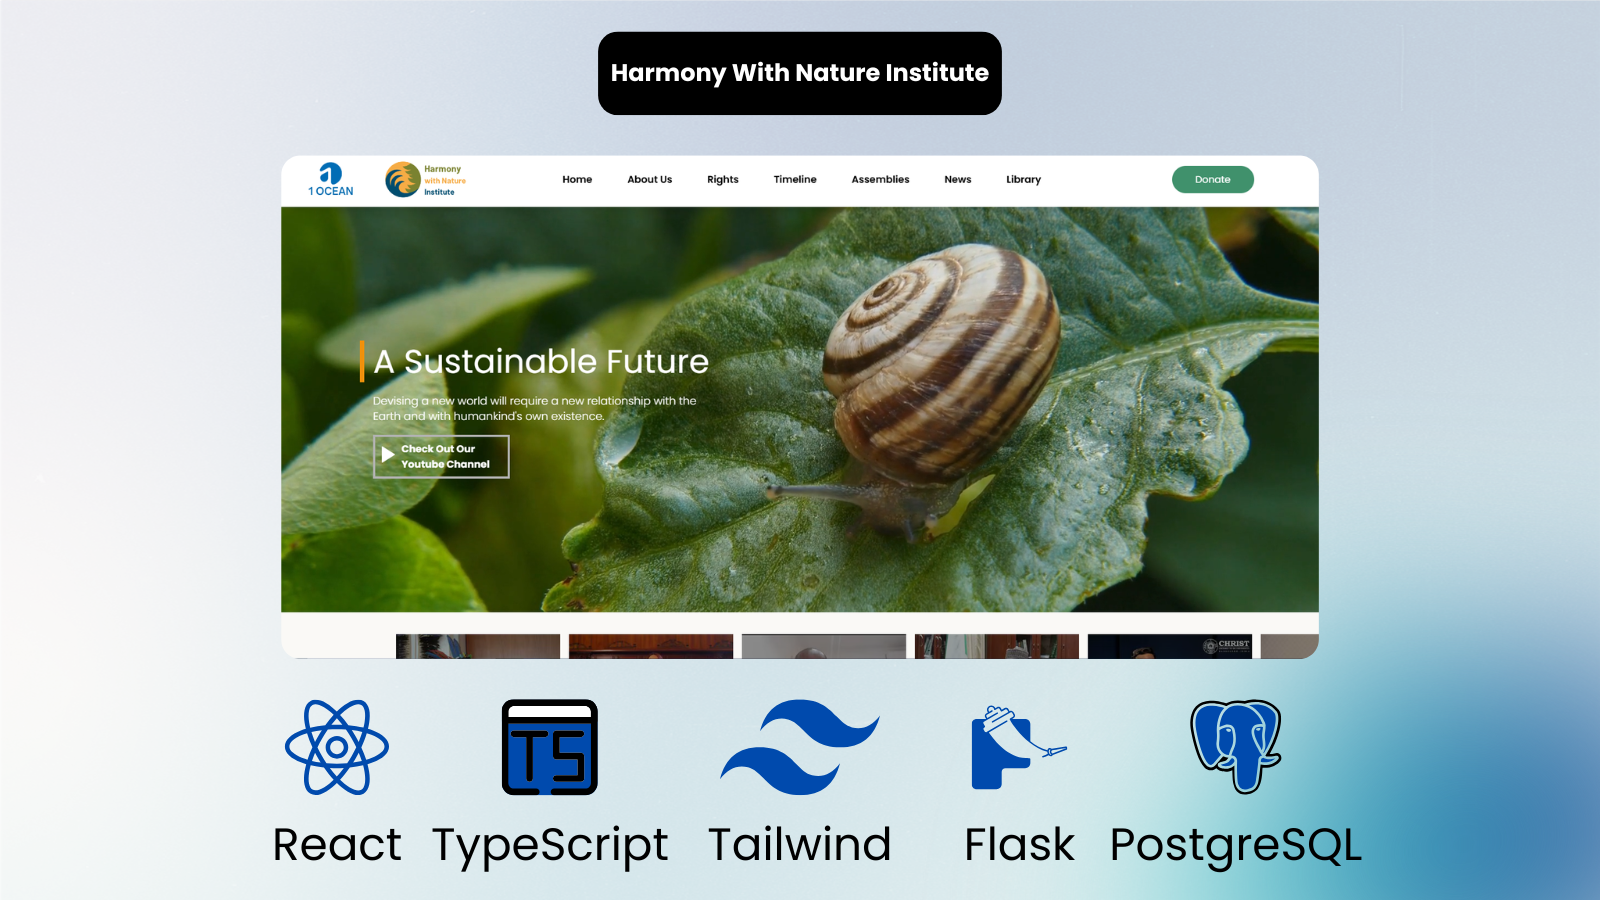 Harmony With Nature Institute
1 OCEAN
Harmony
with Nature
Institute
Home About Us Rights Timeline Assemblies News Library
Donate
A Sustainable Future
Devising a new world will require a new relationship with the
Earth and with humankind's own existence.
Check Out Our
Youtube Channel
CHRIST
TS
React TypeScript Tailwind Flask PostgreSQL